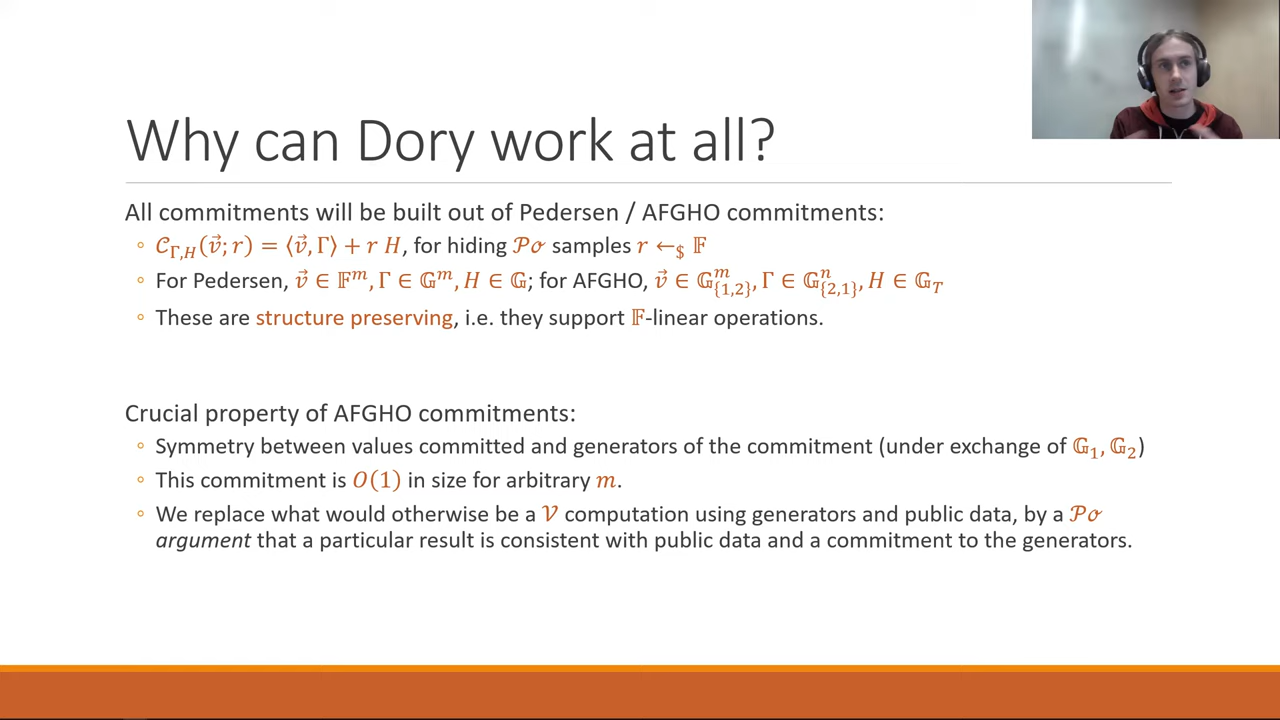 Why can Dory work at all?
All commitments will be built out of Pedersen / AFGHO commitments:
◦ 𝒞_{Γ,H}(v⃗; r) = ⟨v⃗, Γ⟩ + r H, for hiding 𝒫ℴ samples r ←_$ 𝔽
◦ For Pedersen, v⃗ ∈ 𝔽^m, Γ ∈ 𝔾^m, H ∈ 𝔾; for AFGHO, v⃗ ∈ 𝔾^m_{\{1,2\}}, Γ ∈ 𝔾^n_{\{2,1\}}, H ∈ 𝔾_T
◦ These are structure preserving, i.e. they support 𝔽-linear operations.
Crucial property of AFGHO commitments:
◦ Symmetry between values committed and generators of the commitment (under exchange of 𝔾₁, 𝔾₂)
◦ This commitment is O(1) in size for arbitrary m.
◦ We replace what would otherwise be a 𝒱 computation using generators and public data, by a 𝒫ℴ
argument that a particular result is consistent with public data and a commitment to the generators.